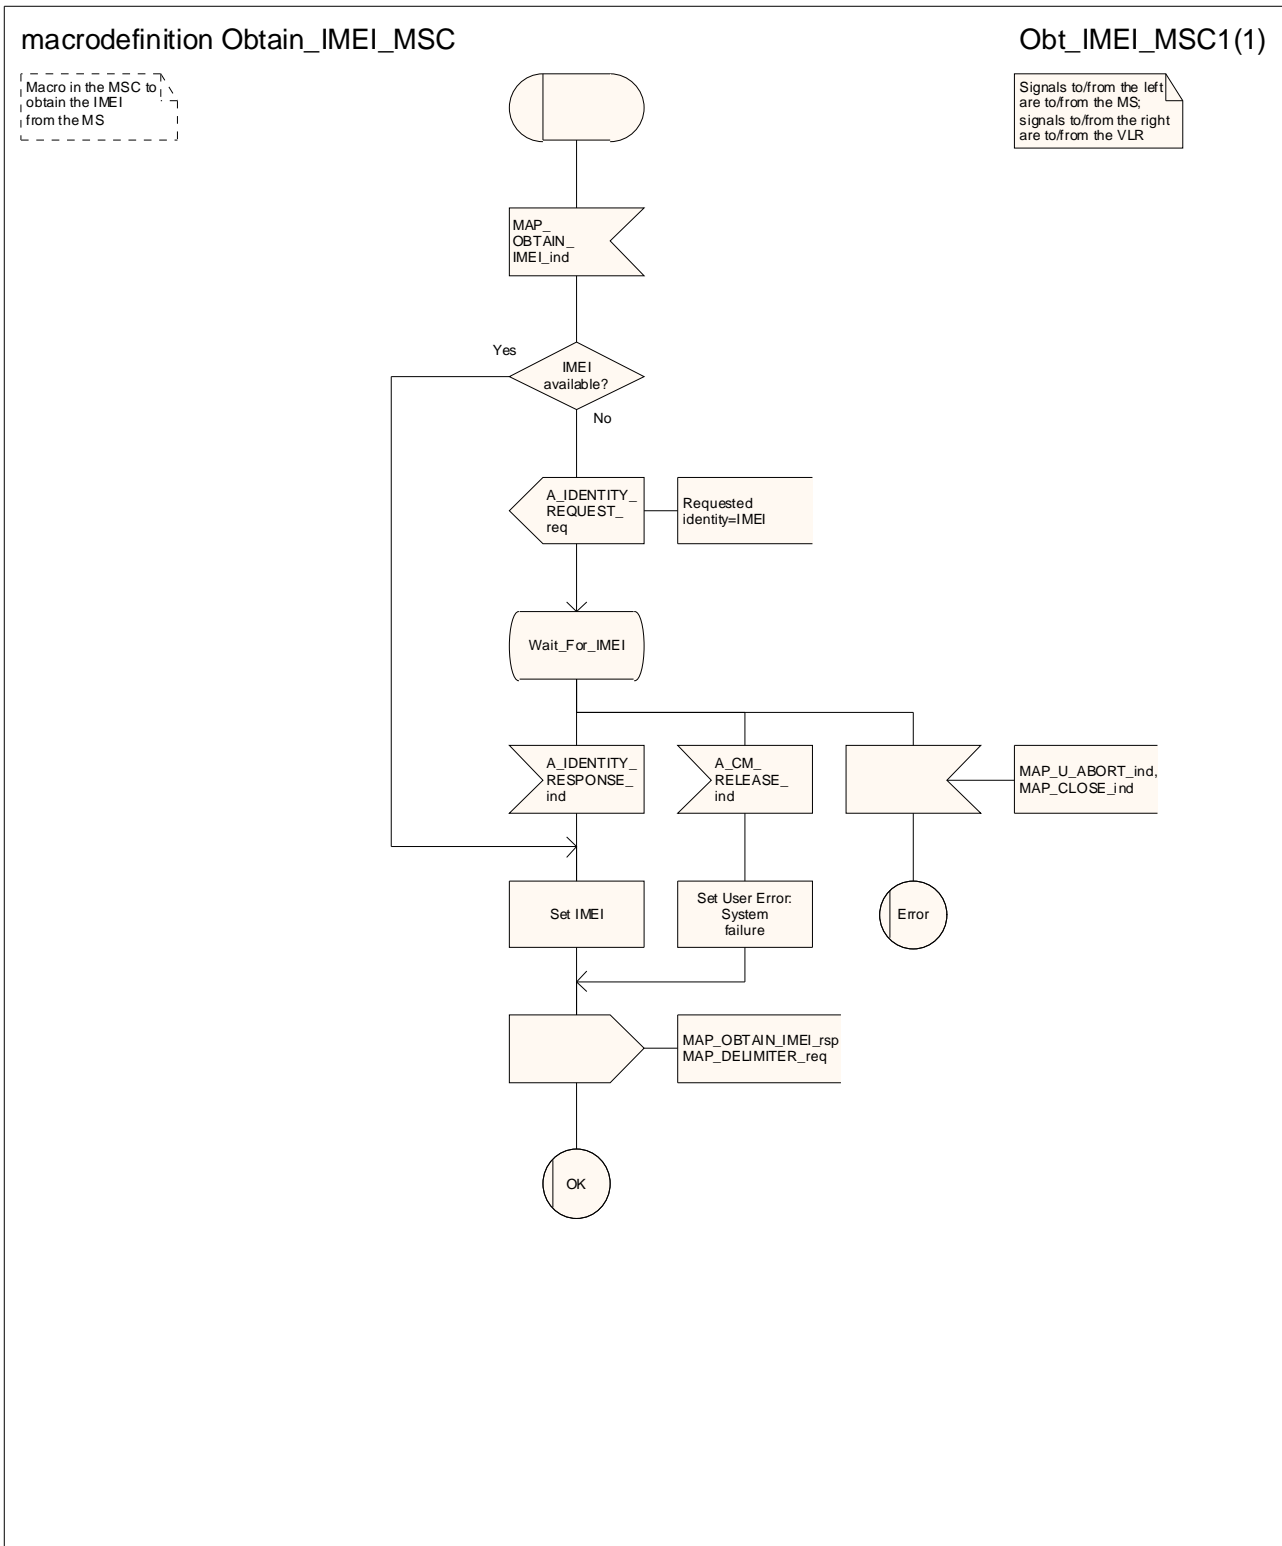 macrodefinition Obtain_IMEI_MSC
Obt_IMEI_MSC1(1)
Macro in the MSC to
obtain the IMEI
from the MS
Signals to/from the left
are to/from the MS;
signals to/from the right
are to/from the VLR
MAP_
OBTAIN_
IMEI_ind
Yes
IMEI
available?
No
A_IDENTITY_
REQUEST_
req
Requested
identity=IMEI
Wait_For_IMEI
A_IDENTITY_
RESPONSE_
ind
A_CM_
RELEASE_
ind
MAP_U_ABORT_ind,
MAP_CLOSE_ind
Set IMEI
Set User Error:
System
failure
Error
MAP_OBTAIN_IMEI_rsp
MAP_DELIMITER_req
OK